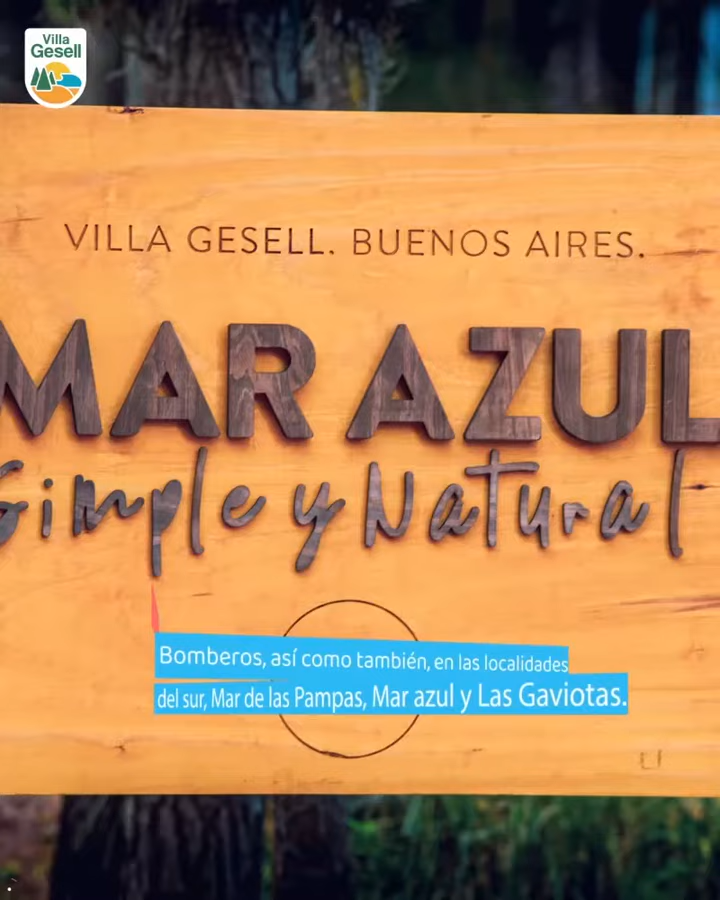 Villa
Gesell
VILLA GESELL. BUENOS AIRES.
MAR AZUL
Simple y Natural
Bomberos, así como también, en las localidades
del sur, Mar de las Pampas, Mar azul y Las Gaviotas.